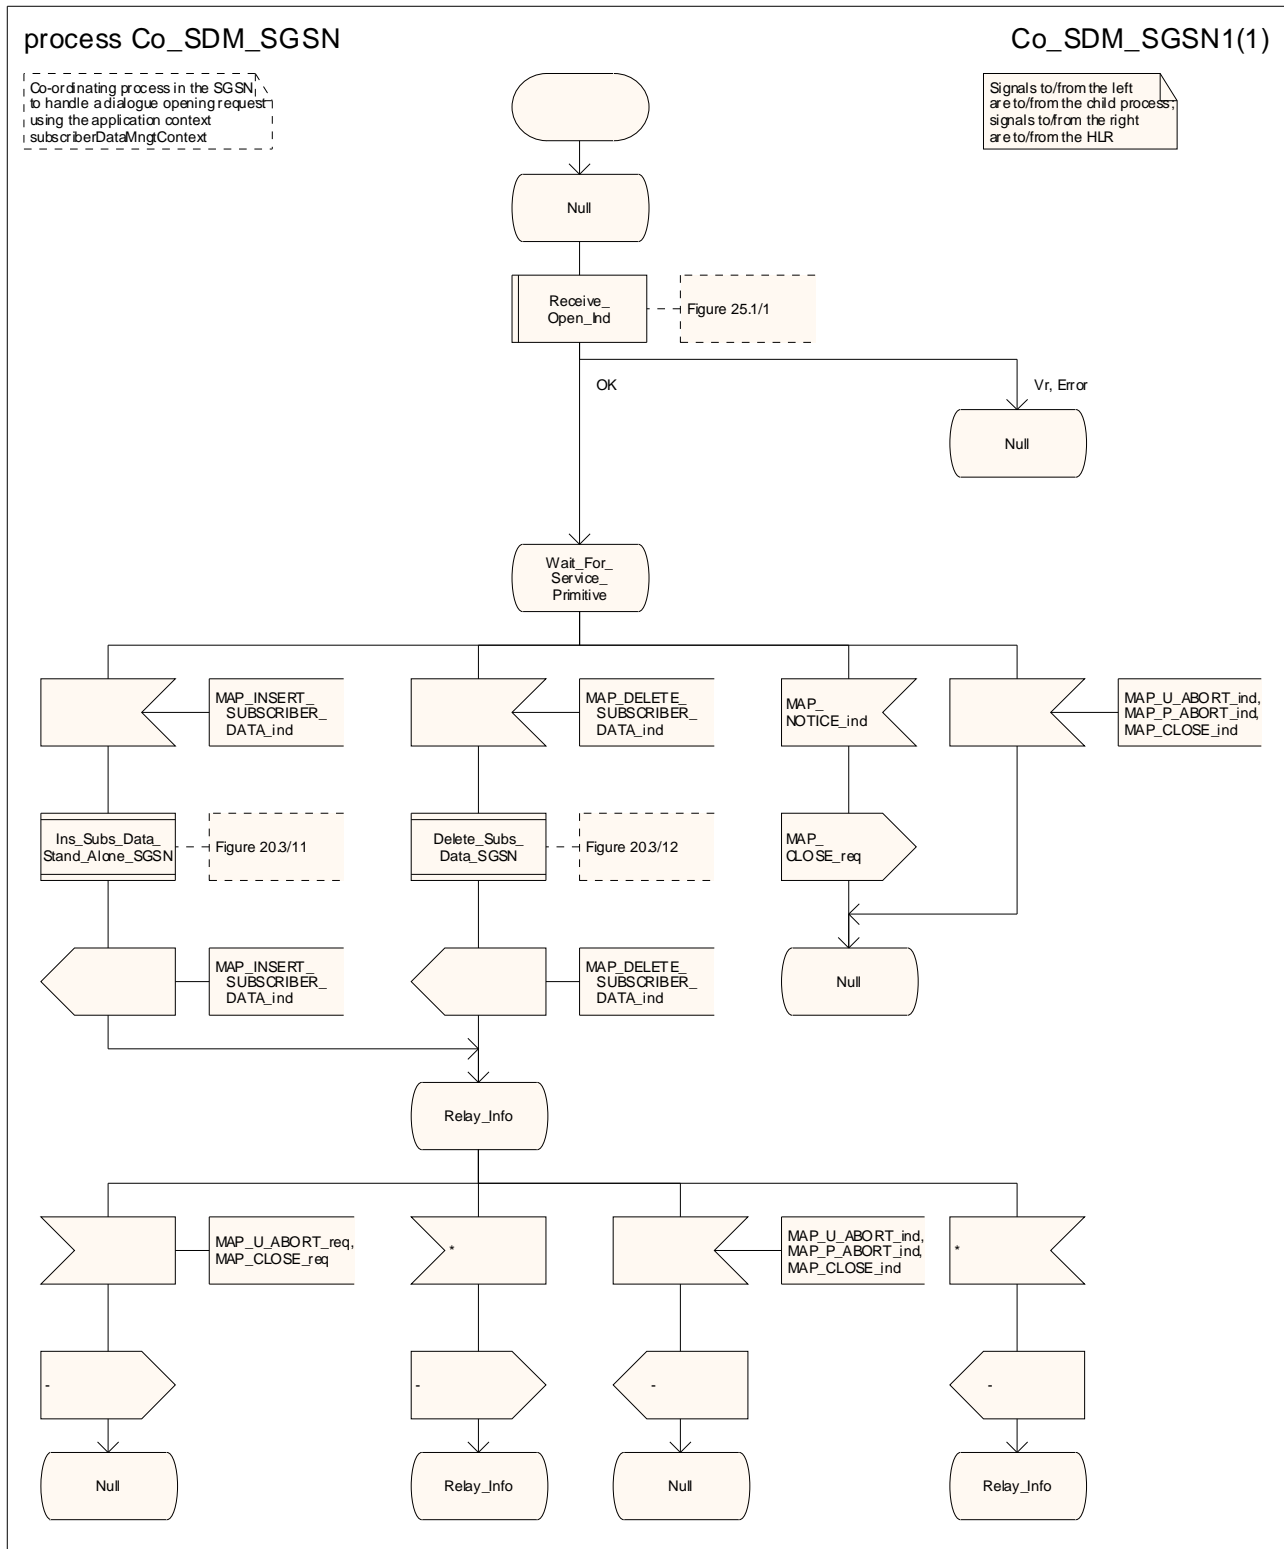 process Co_SDM_SGSN
Co_SDM_SGSN1(1)
Co-ordinating process in the SGSN
to handle a dialogue opening request
using the application context
subscriberDataMngtContext
Signals to/from the left
are to/from the child process;
signals to/from the right
are to/from the HLR
Null
Receive_
Open_Ind
Figure 25.1/1
OK
Vr, Error
Null
Wait_For_
Service_
Primitive
MAP_INSERT_
SUBSCRIBER_
DATA_ind
MAP_DELETE_
SUBSCRIBER_
DATA_ind
MAP_
NOTICE_ind
MAP_U_ABORT_ind,
MAP_P_ABORT_ind,
MAP_CLOSE_ind
Ins_Subs_Data_
Stand_Alone_SGSN
Figure 20.3/11
Delete_Subs_
Data_SGSN
Figure 20.3/12
MAP_
CLOSE_req
MAP_INSERT_
SUBSCRIBER_
DATA_ind
MAP_DELETE_
SUBSCRIBER_
DATA_ind
Null
Relay_Info
MAP_U_ABORT_req,
MAP_CLOSE_req
*
MAP_U_ABORT_ind,
MAP_P_ABORT_ind,
MAP_CLOSE_ind
*
-
-
-
-
Null
Relay_Info
Null
Relay_Info